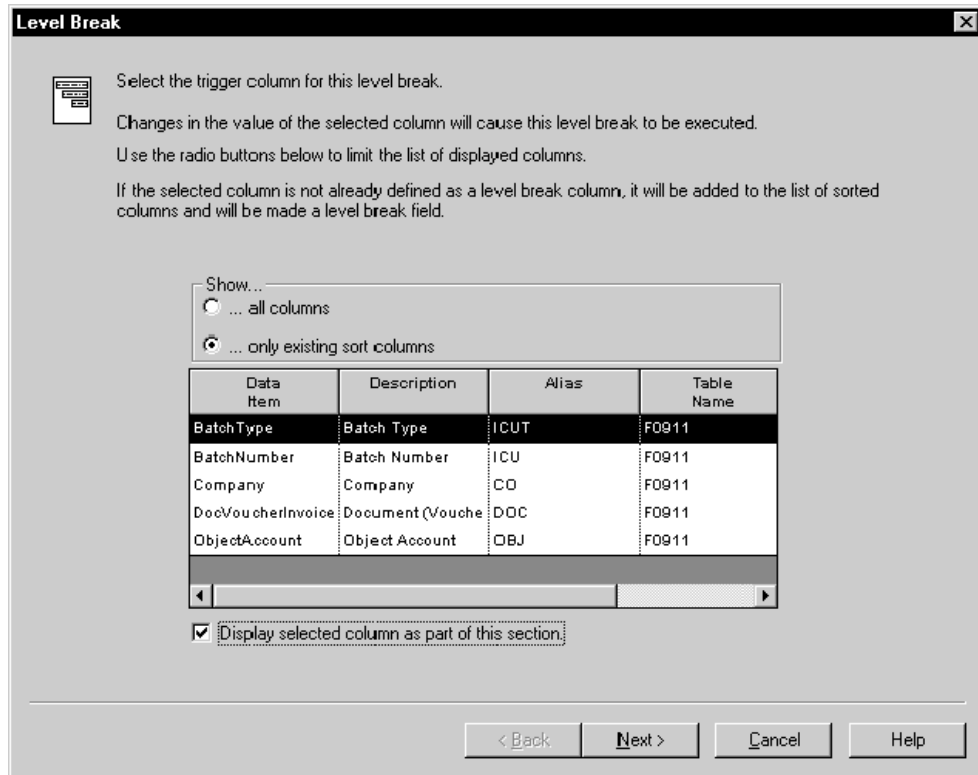 Level Break
Select the trigger column for this level break.
Changes in the value of the selected column will cause this level break to be executed.
Use the radio buttons below to limit the list of displayed columns.
If the selected column is not already defined as a level break column, it will be added to the list of sorted
columns and will be made a level break field.
Show...
... all columns
... only existing sort columns
Data Item Description Alias Table Name
BatchType Batch Type ICUT F0911
BatchNumber Batch Number ICU F0911
Company Company CO F0911
DocVoucherInvoice Document (Vouche DOC F0911
ObjectAccount Object Account OBJ F0911
Display selected column as part of this section.
< Back Next > Cancel Help